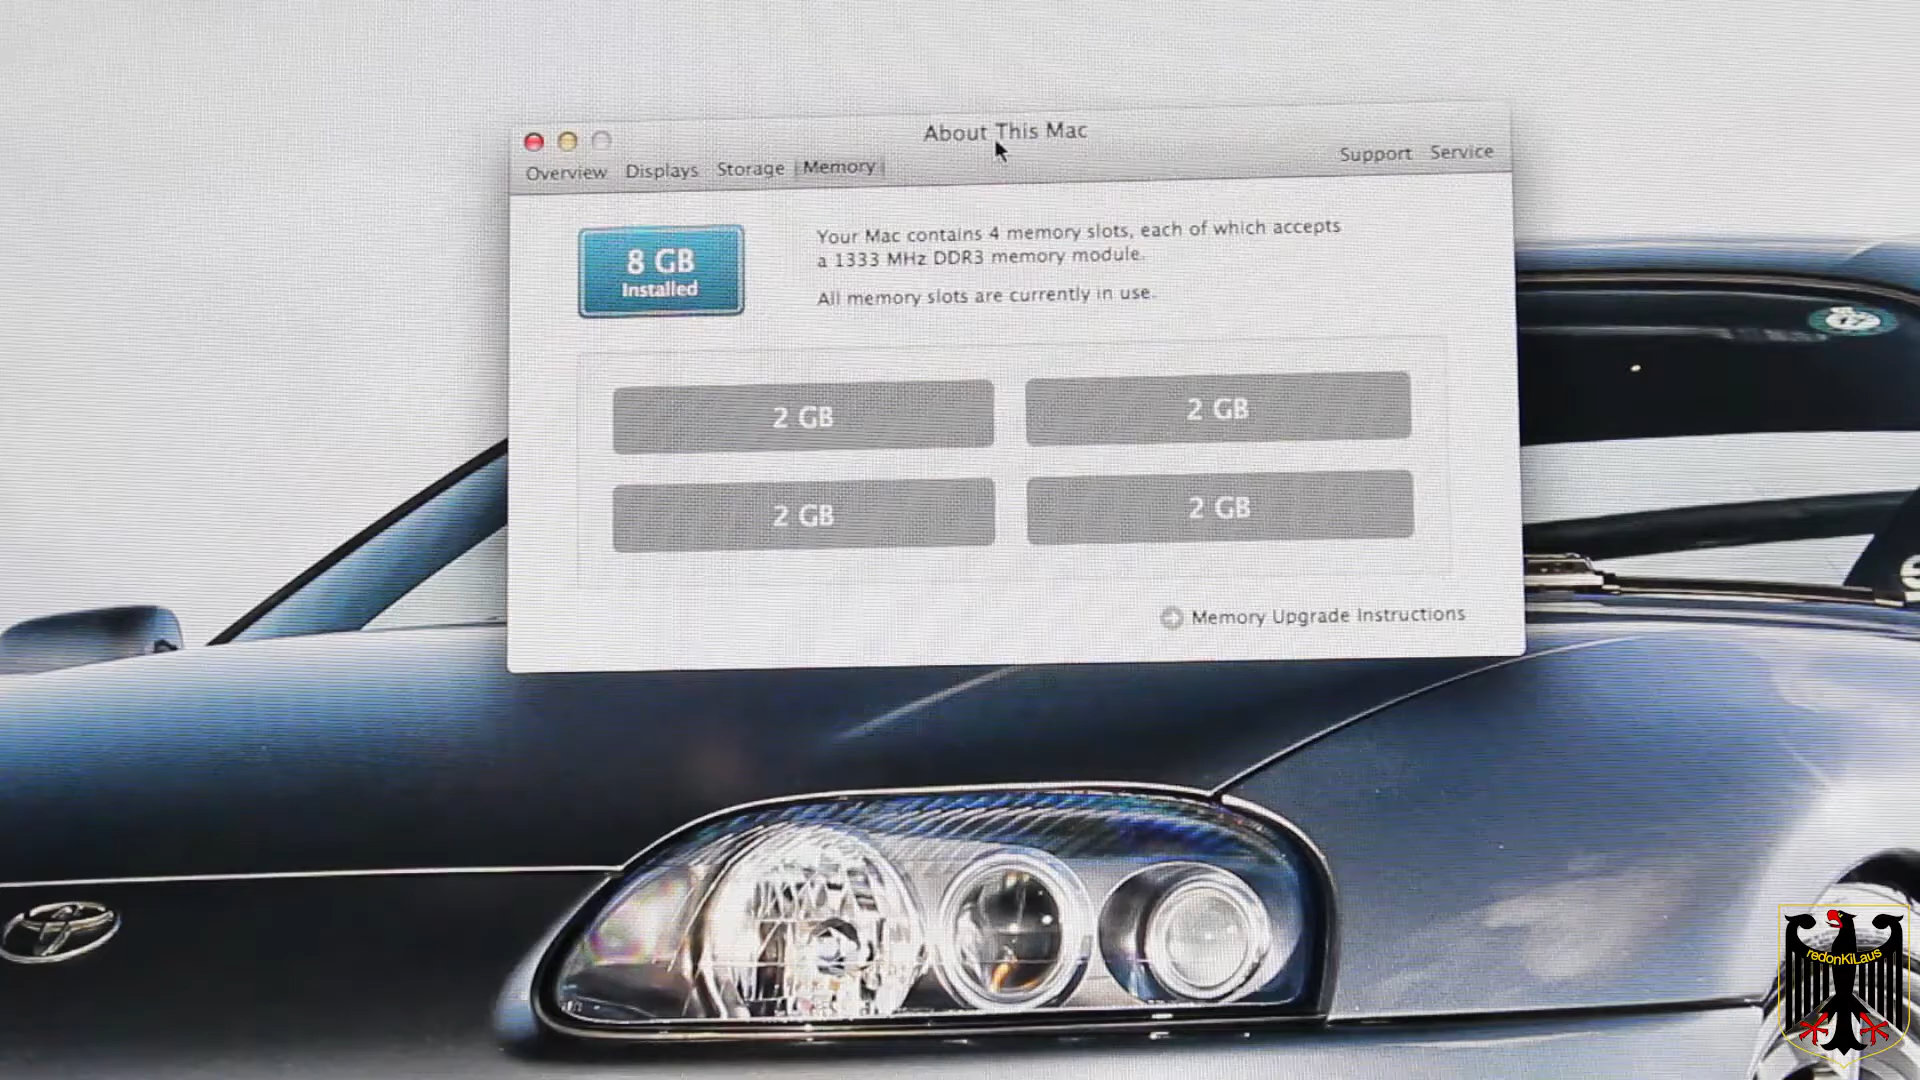 About This Mac
Overview Displays Storage Memory
Support Service
8 GB
Installed
Your Mac contains 4 memory slots, each of which accepts
a 1333 MHz DDR3 memory module.
All memory slots are currently in use.
2 GB
2 GB
2 GB
2 GB
Memory Upgrade Instructions
redonKiLaus